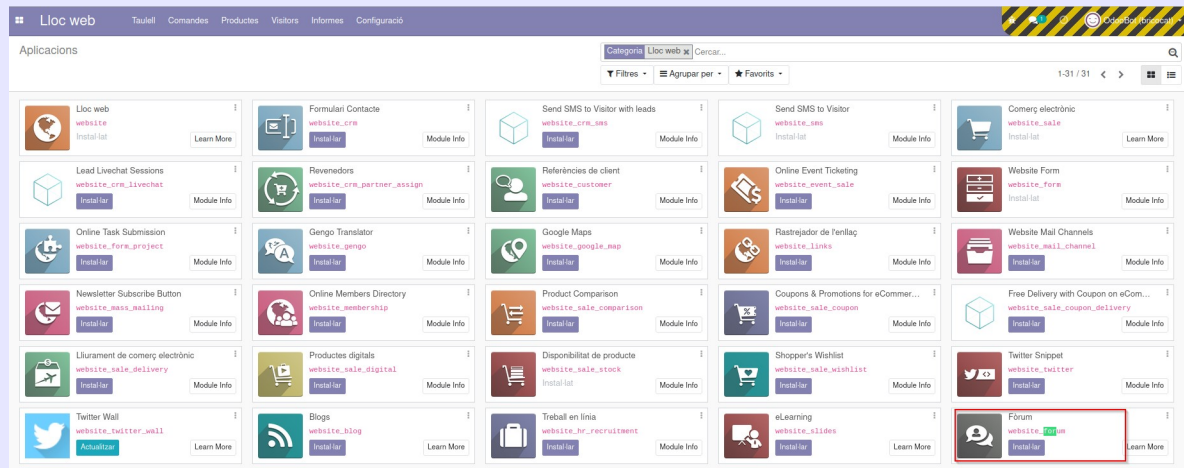 Lloc web Taulell Comandes Productes Visitors Informes Configuració 1 OdooBot (bricocat)
Aplicacions
Categoria Lloc web x Cercar...
Filtres Agrupar per Favorits 1-31 / 31
Lloc web
website
Instal·lat Learn More
Formulari Contacte
website_crm
Instal·lar Module Info
Send SMS to Visitor with leads
website_crm_sms
Instal·lar Module Info
Send SMS to Visitor
website_sms
Instal·lat Module Info
Comerç electrònic
website_sale
Instal·lat Learn More
Lead Livechat Sessions
website_crm_livechat
Instal·lar Module Info
Revenedors
website_crm_partner_assign
Instal·lar Module Info
Referències de client
website_customer
Instal·lar Module Info
Online Event Ticketing
website_event_sale
Instal·lar Module Info
Website Form
website_form
Instal·lat Module Info
Online Task Submission
website_form_project
Instal·lar Module Info
Gengo Translator
website_gengo
Instal·lar Module Info
Google Maps
website_google_map
Instal·lar Module Info
Rastrejador de l'enllaç
website_links
Instal·lar Module Info
Website Mail Channels
website_mail_channel
Instal·lar Module Info
Newsletter Subscribe Button
website_mass_mailing
Instal·lar Module Info
Online Members Directory
website_membership
Instal·lar Module Info
Product Comparison
website_sale_comparison
Instal·lar Module Info
Coupons & Promotions for eCommer...
website_sale_coupon
Instal·lar Module Info
Free Delivery with Coupon on eCom...
website_sale_coupon_delivery
Instal·lar Module Info
Lliurament de comerç electrònic
website_sale_delivery
Instal·lar Module Info
Productes digitals
website_sale_digital
Instal·lar Module Info
Disponibilitat de producte
website_sale_stock
Instal·lat Module Info
Shopper's Wishlist
website_sale_wishlist
Instal·lar Module Info
Twitter Snippet
website_twitter
Instal·lar Module Info
Twitter Wall
website_twitter_wall
Actualitzar Learn More
Blogs
website_blog
Instal·lar Learn More
Treball en línia
website_hr_recruitment
Instal·lar Module Info
eLearning
website_slides
Instal·lar Learn More
Fòrum
website_forum
Instal·lar Learn More